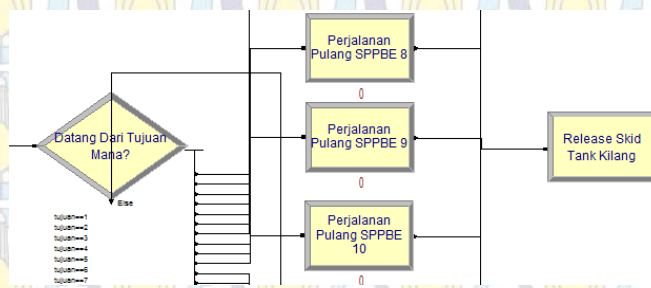 Perjalanan
Pulang SPPBE 8
0
Datang Dari Tujuan
Mana?
Else
tujuan==1
tujuan==2
tujuan==3
tujuan==4
tujuan==5
tujuan==6
tujuan==7
Perjalanan
Pulang SPPBE 9
0
Perjalanan
Pulang SPPBE
10
0
Release Skid
Tank Kilang